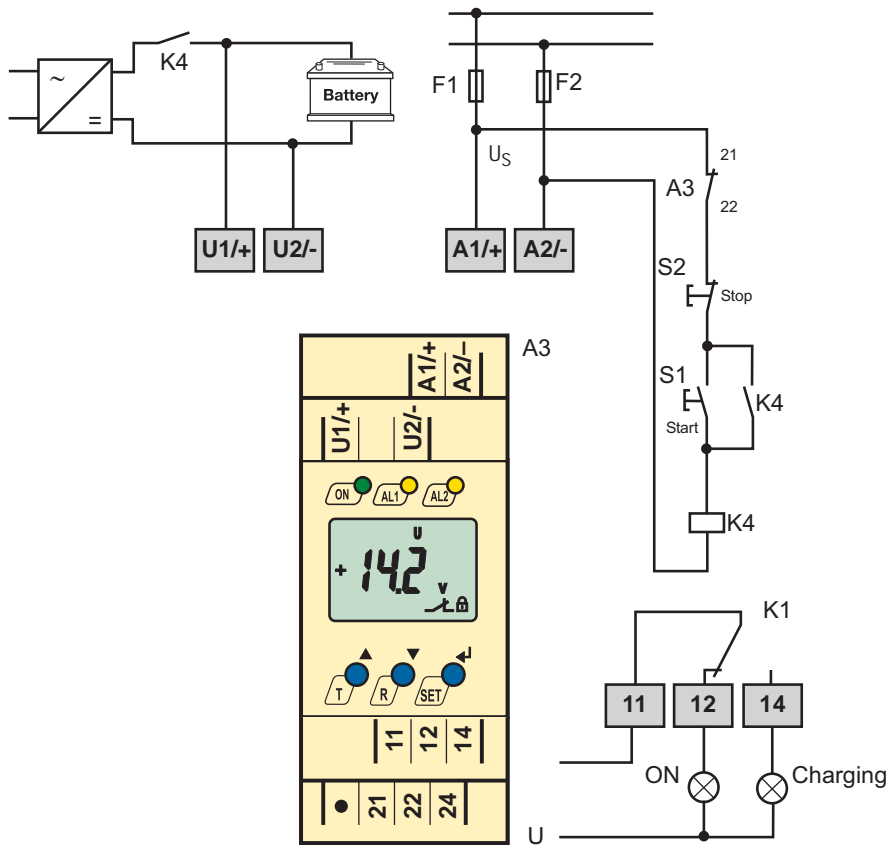 K4
~
=
Battery
U1/+
U2/-
F1
F2
US
A1/+
A2/-
21
A3
22
S2
Stop
S1
Start
K4
K4
A3
A1/+
A2/–
U1/+
U2/-
ON
AL1
AL2
U
+ 14.2
V
T
R
SET
11
12
14
21
22
24
K1
11
12
14
ON
Charging
U